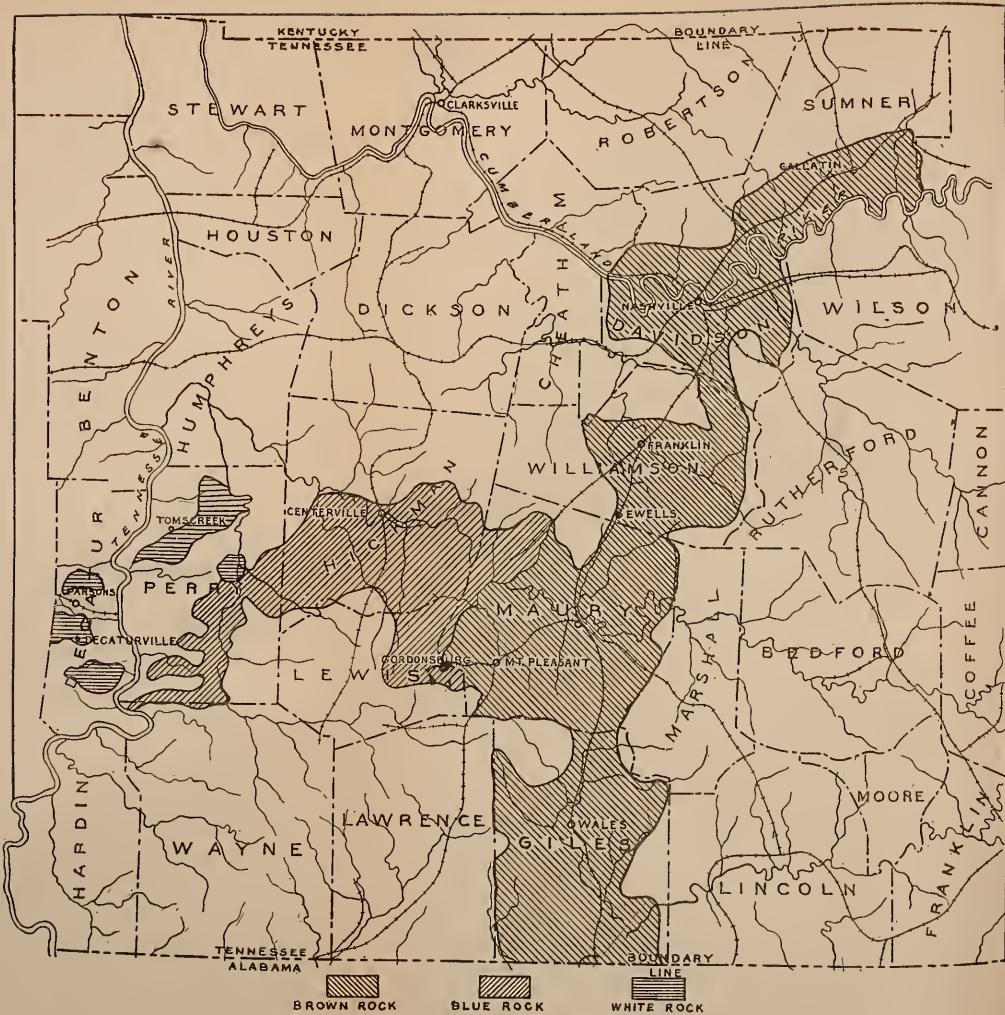 KENTUCKY
TENNESSEE
BOUNDARY
LINE
STEWART
CLARKSVILLE
MONTGOMERY
ROBERTSON
SUMNER
GALLATIN
CUMBERLAND
RIVER
HOUSTON
BENTON
RIVER
HUMPHREYS
DICKSON
CHEATHAM
NASHVILLE
DAVIDSON
WILSON
FRANKLIN
WILLIAMSON
RUTHERFORD
CANNON
TENNESSEE
TOMSCREEK
CENTERVILLE
HICKMAN
EWELLS
DECATUR
PARSONS
PERRY
DECATURVILLE
MAURY
LEWIS
GORDONSBURG
MT. PLEASANT
MARSHALL
BEDFORD
COFFEE
HARDIN
WAYNE
LAWRENCE
WALES
GILES
MOORE
LINCOLN
FRANKLIN
TENNESSEE
ALABAMA
BOUNDARY
LINE
BROWN ROCK
BLUE ROCK
WHITE ROCK